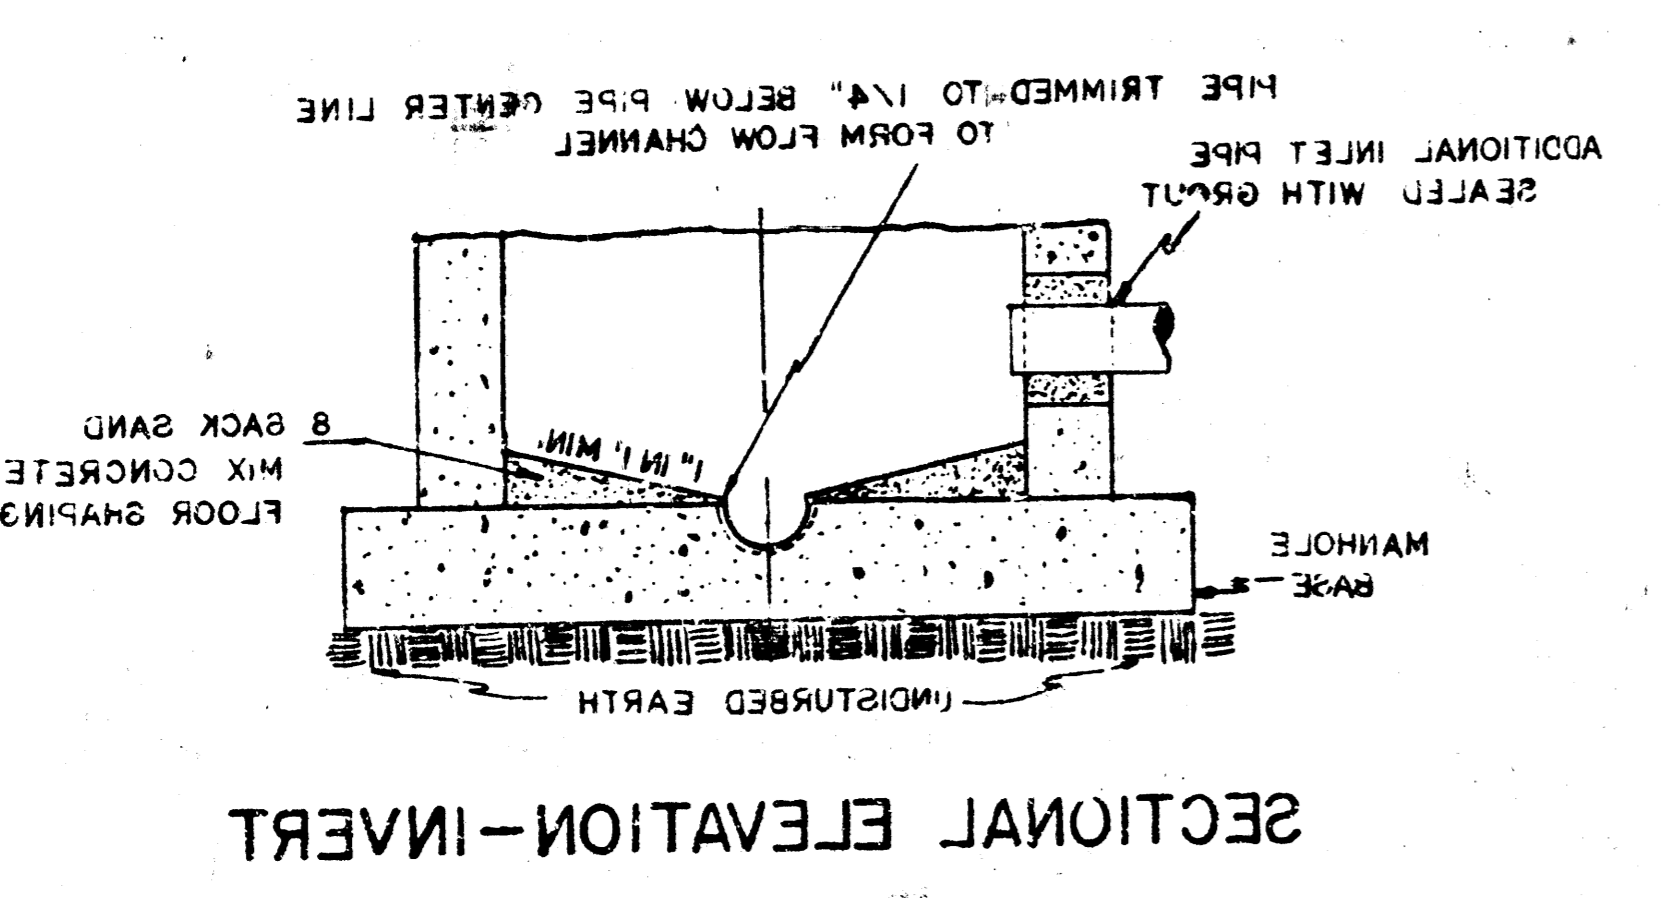 PIPE TRIMMED TO 1/4" BELOW PIPE CENTER LINE
TO FORM FLOW CHANNEL
ADDITIONAL INLET PIPE
SEALED WITH GROUT
8 SACK SAND
MIX CONCRETE
FLOOR SHAPING
1" IN 1' MIN.
MANHOLE
BASE
UNDISTURBED EARTH
SECTIONAL ELEVATION-INVERT